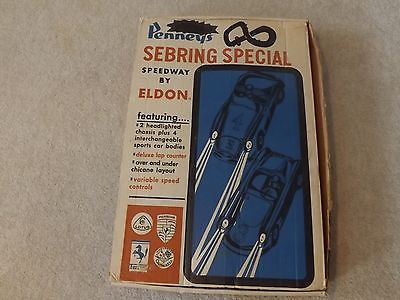 Penneys
SEBRING SPECIAL
SPEEDWAY
BY
ELDON
featuring....
• 2 headlighted
chassis plus 4
interchangeable
sports car bodies
• deluxe lap counter
• over and under
chicane layout
• variable speed
controls
LOTUS